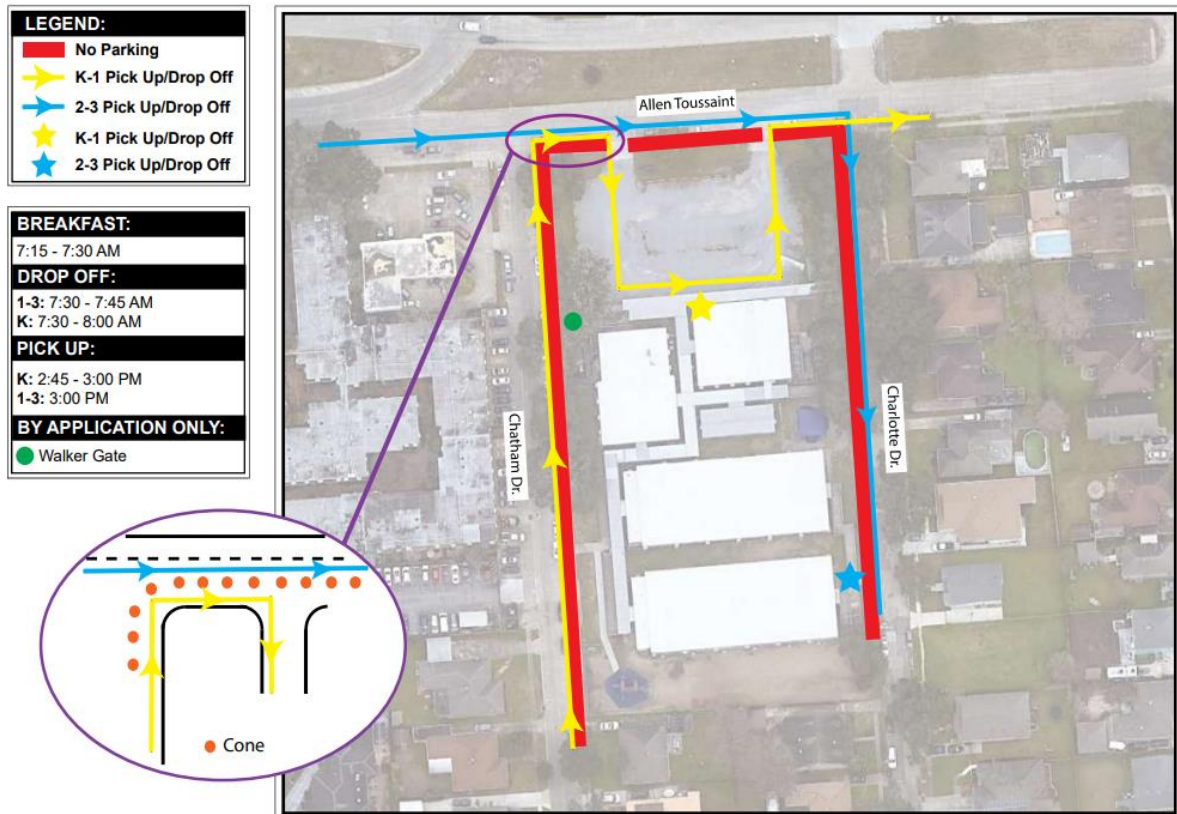 LEGEND:
No Parking
K-1 Pick Up/Drop Off
2-3 Pick Up/Drop Off
K-1 Pick Up/Drop Off
2-3 Pick Up/Drop Off
BREAKFAST:
7:15 - 7:30 AM
DROP OFF:
1-3: 7:30 - 7:45 AM
K: 7:30 - 8:00 AM
PICK UP:
K: 2:45 - 3:00 PM
1-3: 3:00 PM
BY APPLICATION ONLY:
Walker Gate
Allen Toussaint
Chatham Dr.
Charlotte Dr.
Cone